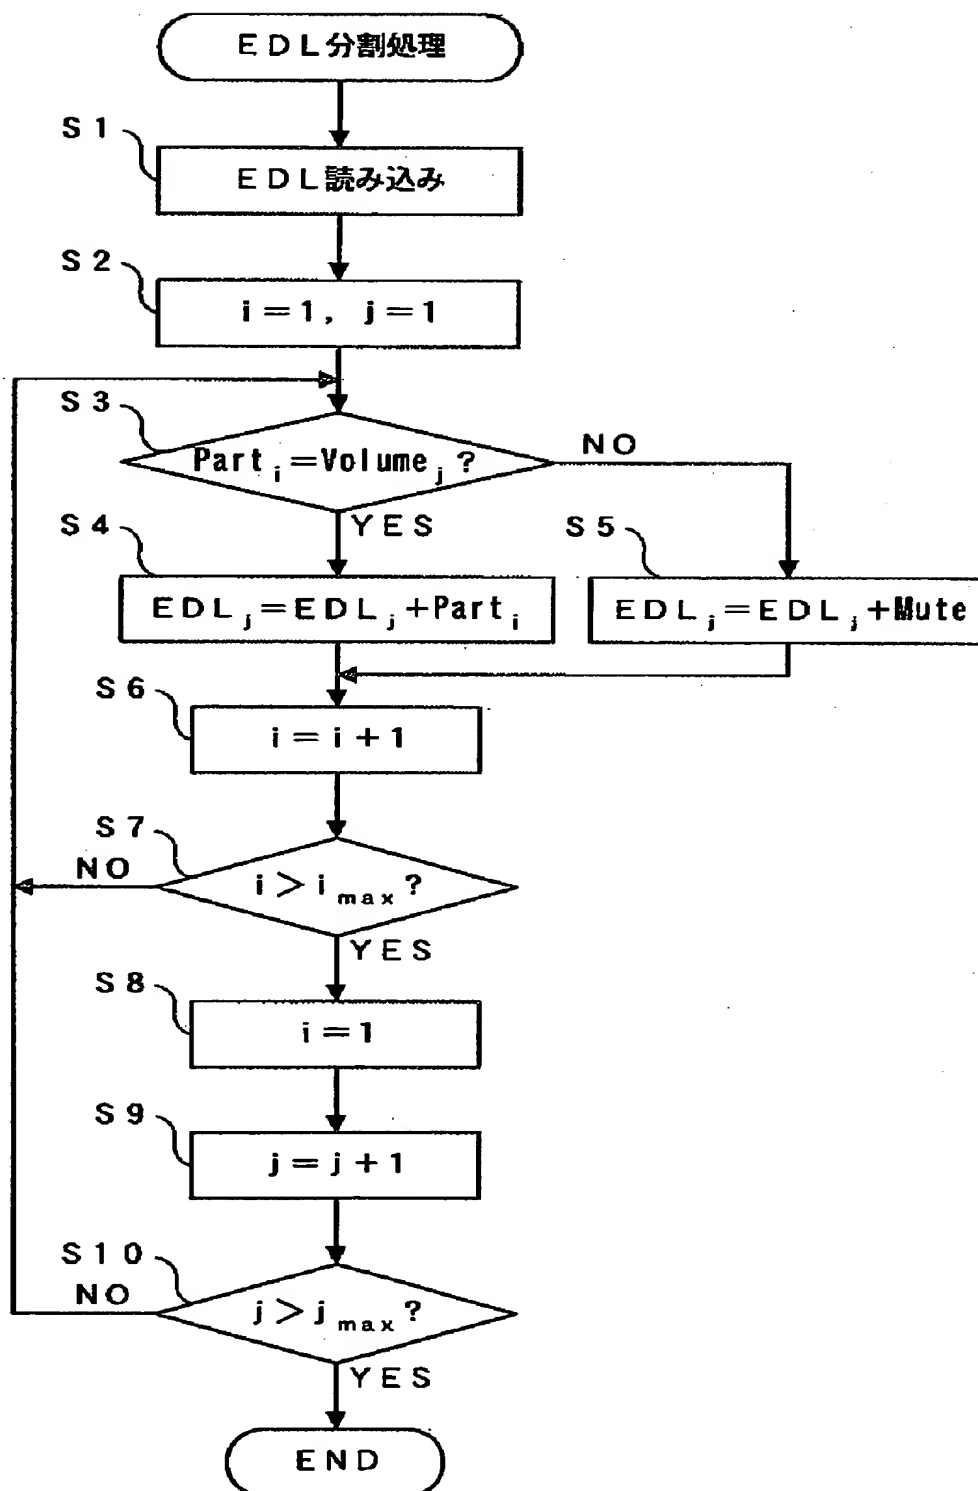 EDL分割処理
S1
EDL読み込み
S2
i=1, j=1
S3
Part i=Volume j?
NO
YES
S4
EDL j=EDL j+Part i
S5
EDL j=EDL j+Mute
S6
i=i+1
S7
NO
i>i max?
YES
S8
i=1
S9
j=j+1
S10
NO
j>j max?
YES
END